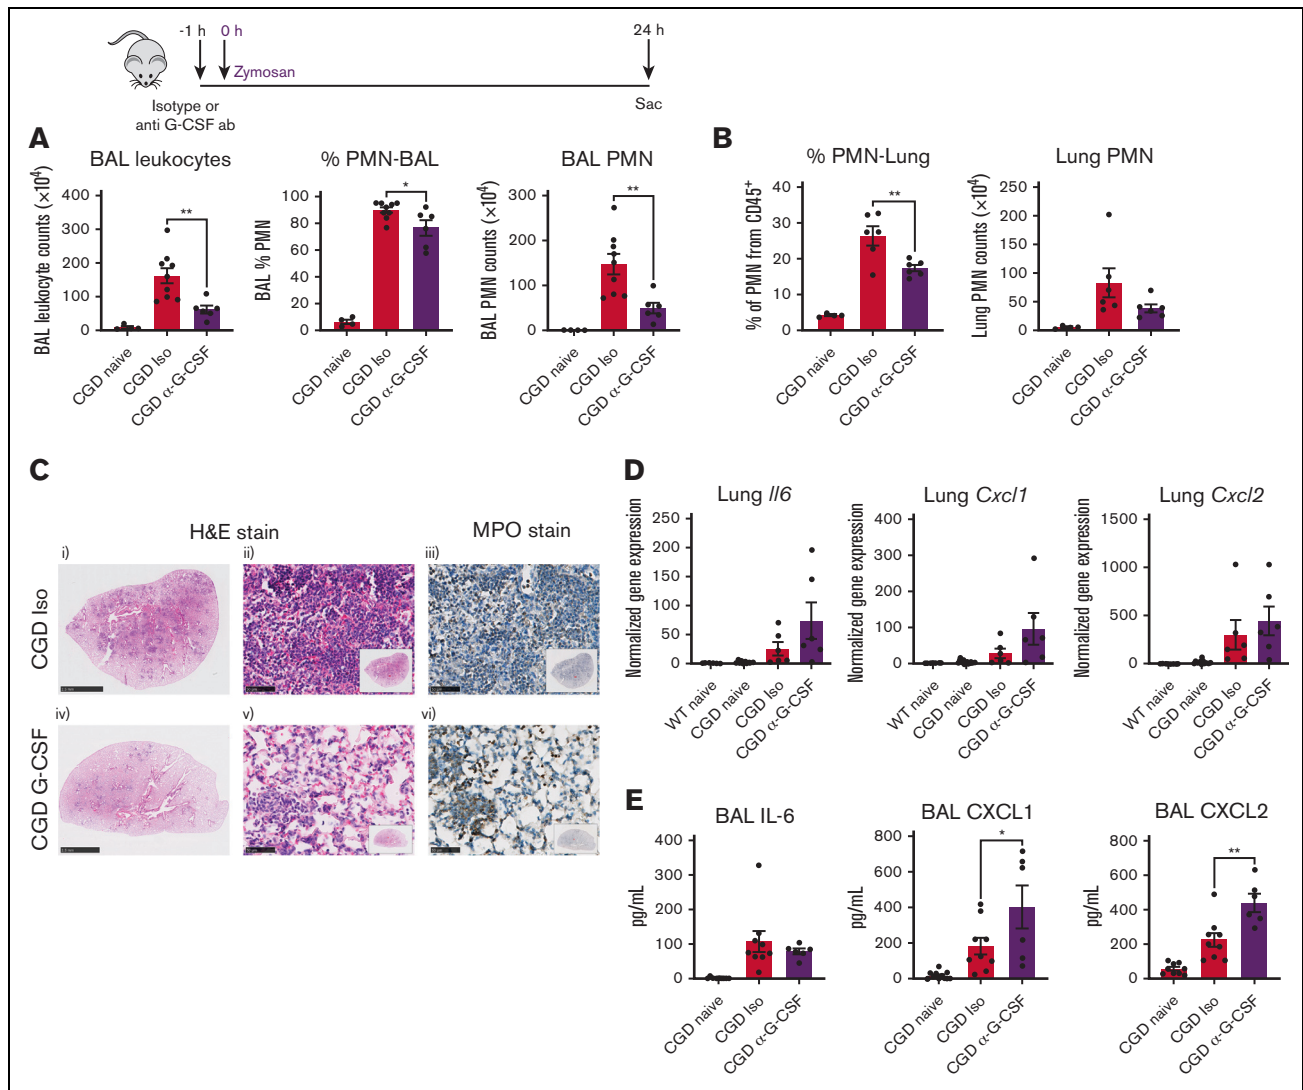 -1 h
0 h
24 h
Zymosan
Isotype or
anti G-CSF ab
Sac
A
BAL leukocytes
BAL leukocyte counts (×10⁴)
400
300
200
100
0
CGD naive
CGD Iso
CGD α-G-CSF
**
% PMN-BAL
BAL % PMN
100
80
60
40
20
0
CGD naive
CGD Iso
CGD α-G-CSF
*
BAL PMN
BAL PMN counts (×10⁴)
300
200
100
0
CGD naive
CGD Iso
CGD α-G-CSF
**
B
% PMN-Lung
% of PMN from CD45⁺
40
30
20
10
0
CGD naive
CGD Iso
CGD α-G-CSF
**
Lung PMN
Lung PMN counts (×10⁴)
250
200
150
100
50
0
CGD naive
CGD Iso
CGD α-G-CSF
C
H&E stain
MPO stain
i)
ii)
iii)
CGD Iso
iv)
v)
vi)
CGD G-CSF
D
Lung Il6
Normalized gene expression
250
200
150
100
50
0
WT naive
CGD naive
CGD Iso
CGD α-G-CSF
Lung Cxcl1
Normalized gene expression
400
300
200
100
0
WT naive
CGD naive
CGD Iso
CGD α-G-CSF
Lung Cxcl2
Normalized gene expression
1500
1000
500
0
WT naive
CGD naive
CGD Iso
CGD α-G-CSF
E
BAL IL-6
pg/mL
400
300
200
100
0
CGD naive
CGD Iso
CGD α-G-CSF
BAL CXCL1
pg/mL
800
600
400
200
0
CGD naive
CGD Iso
CGD α-G-CSF
*
BAL CXCL2
pg/mL
800
600
400
200
0
CGD naive
CGD Iso
CGD α-G-CSF
**